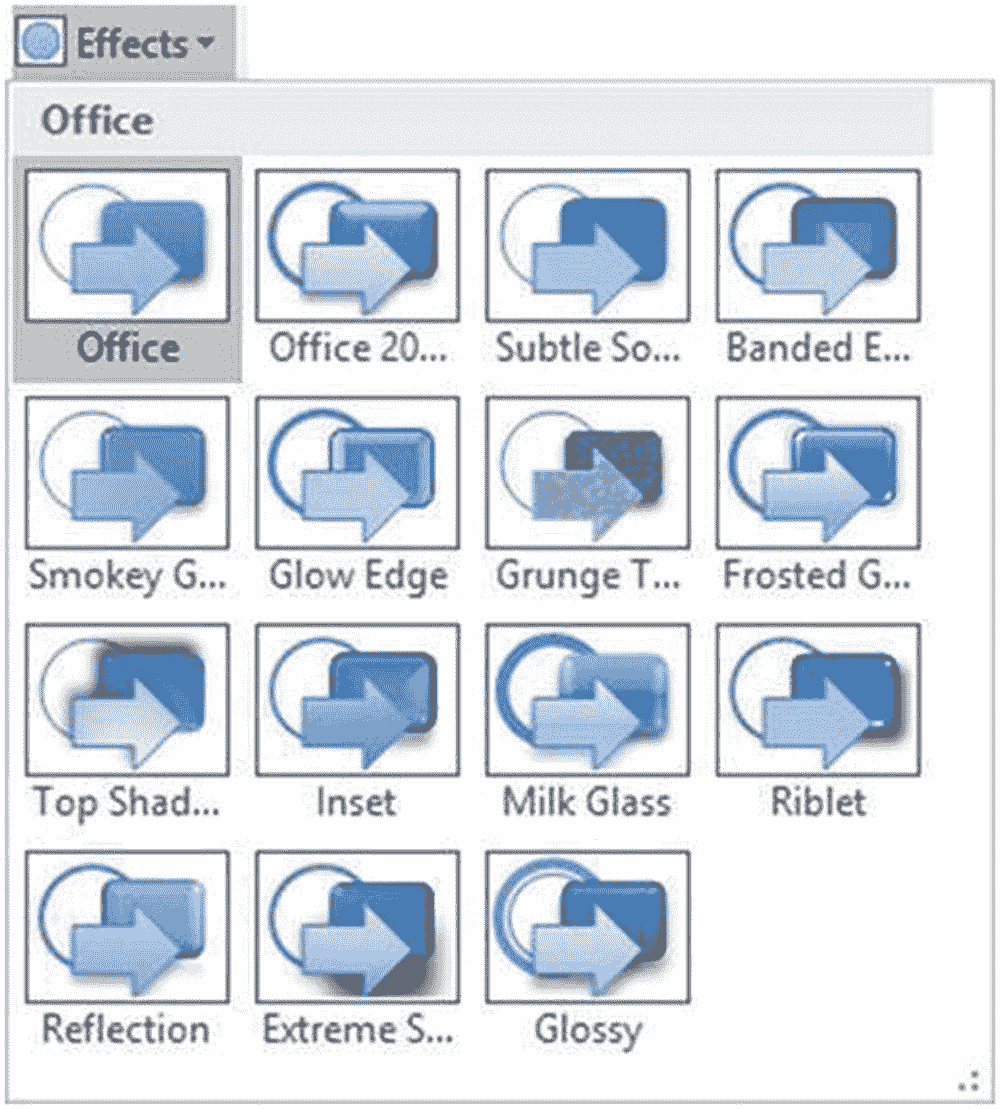 Effects
Office
Office Office 20... Subtle So... Banded E...
Smokey G... Glow Edge Grunge T... Frosted G...
Top Shad... Inset Milk Glass Riblet
Reflection Extreme S... Glossy